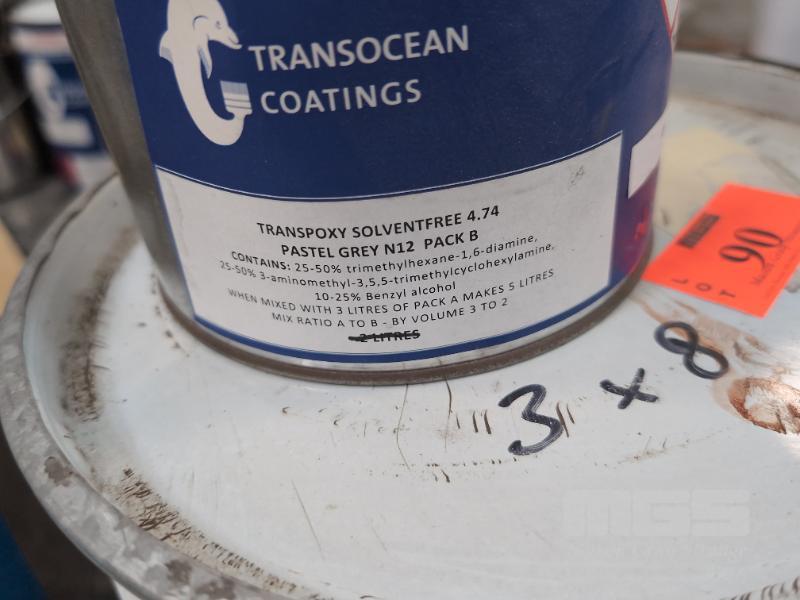 TRANSOCEAN
COATINGS
TRANSPOXY SOLVENTFREE 4.74
PASTEL GREY N12 PACK B
CONTAINS: 25-50% trimethylhexane-1,6-diamine,
25-50% 3-aminomethyl-3,5,5-trimethylcyclohexylamine,
10-25% Benzyl alcohol
WHEN MIXED WITH 3 LITRES OF PACK A MAKES 5 LITRES
MIX RATIO A TO B - BY VOLUME 3 TO 2
2 LITRES
LOT
90
3 x 8
MGS